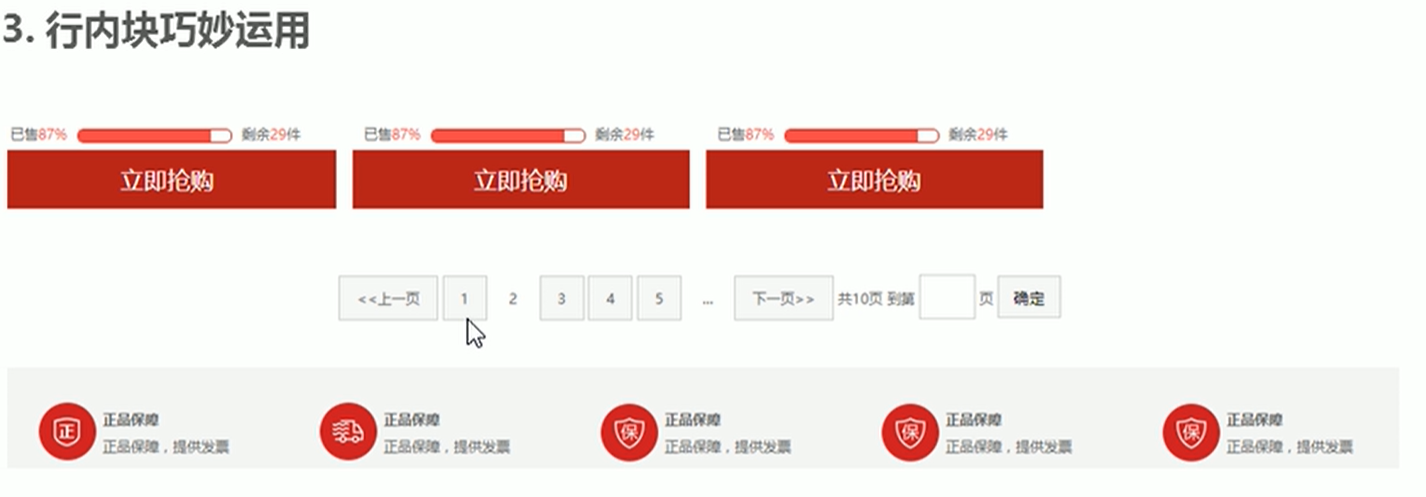 3. 行内块巧妙运用
已售87% 剩余29件 已售87% 剩余29件 已售87% 剩余29件
立即抢购 立即抢购 立即抢购
<<上一页 1 2 3 4 5 ... 下一页>> 共10页 到第 页 确定
正 正品保障 正品保障 保 正品保障 保 正品保障 保 正品保障
正品保障，提供发票 正品保障，提供发票 正品保障，提供发票 正品保障，提供发票 正品保障，提供发票